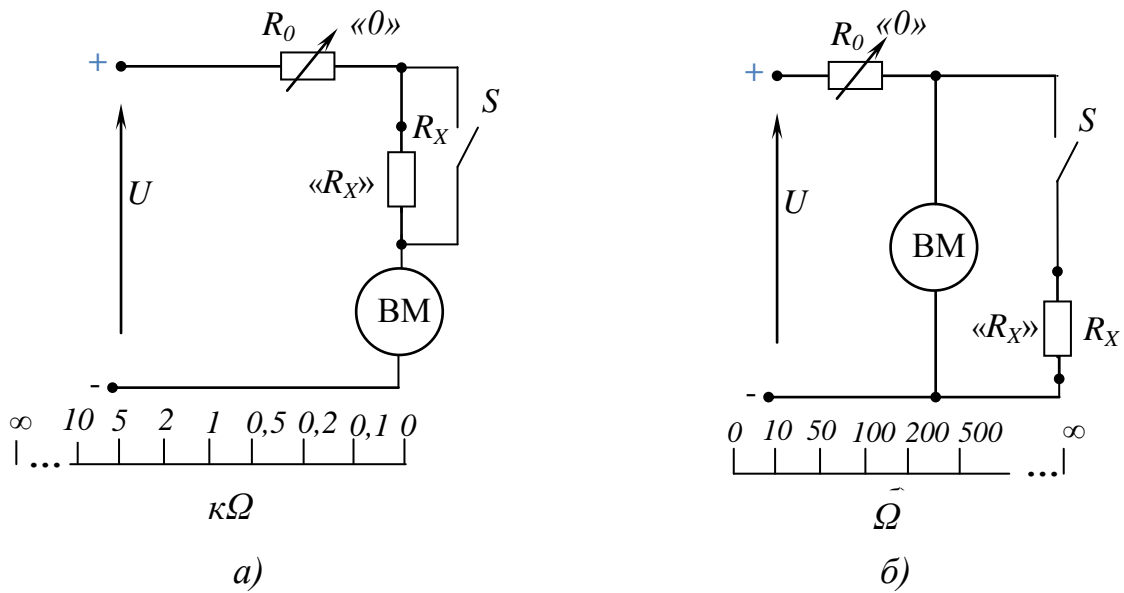 R0 «0»
+
S
RX
«RX»
U
ВМ
-
∞ 10 5 2 1 0,5 0,2 0,1 0
...
кΩ
а)
R0 «0»
+
S
U
ВМ
«RX» RX
-
0 10 50 100 200 500 ∞
...
Ω
б)